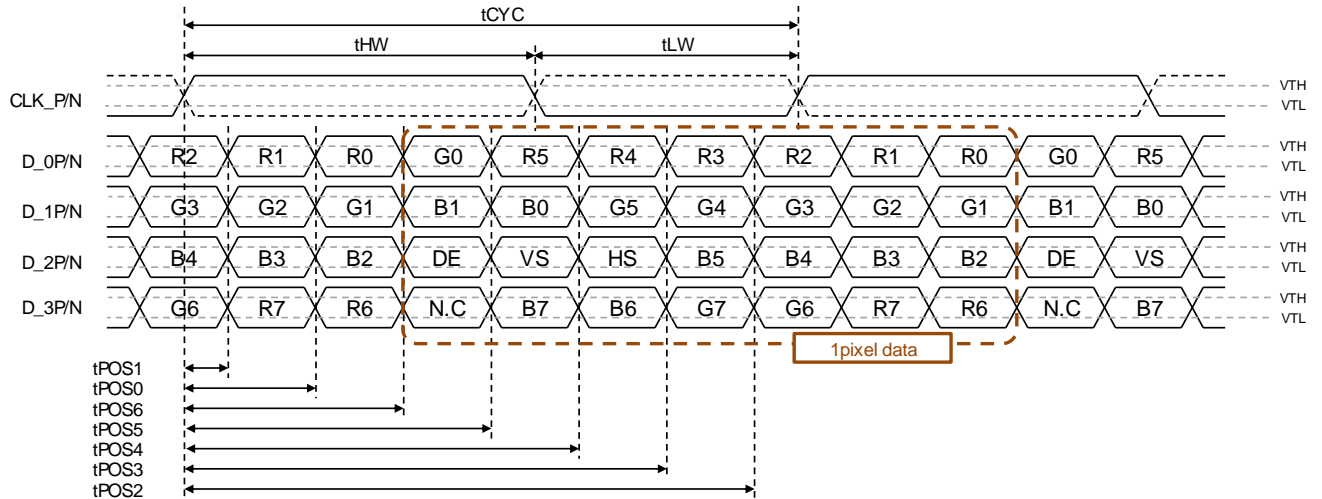 tCYC
tHW tLW
CLK_P/N VTH
VTL
D_0P/N R2 R1 R0 G0 R5 R4 R3 R2 R1 R0 G0 R5 VTH
VTL
D_1P/N G3 G2 G1 B1 B0 G5 G4 G3 G2 G1 B1 B0 VTH
VTL
D_2P/N B4 B3 B2 DE VS HS B5 B4 B3 B2 DE VS VTH
VTL
D_3P/N G6 R7 R6 N.C B7 B6 G7 G6 R7 R6 N.C B7 VTH
VTL
1pixel data
tPOS1
tPOS0
tPOS6
tPOS5
tPOS4
tPOS3
tPOS2